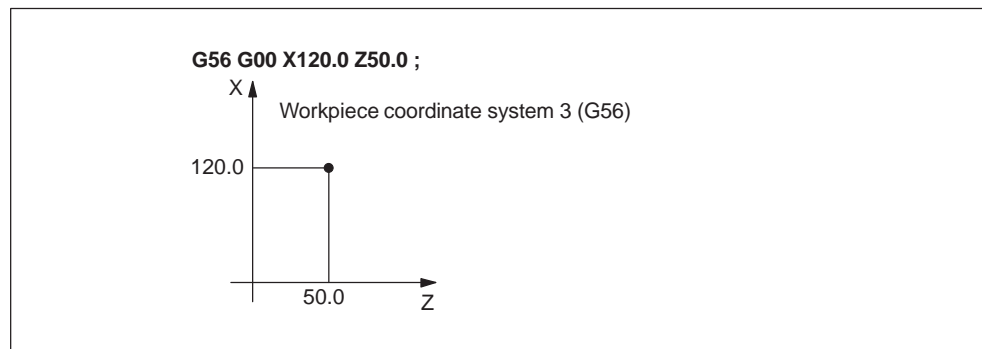 G56 G00 X120.0 Z50.0 ;
X
Workpiece coordinate system 3 (G56)
120.0
50.0
Z